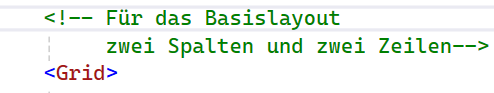 <!-- Für das Basislayout
zwei Spalten und zwei Zeilen-->
<Grid>